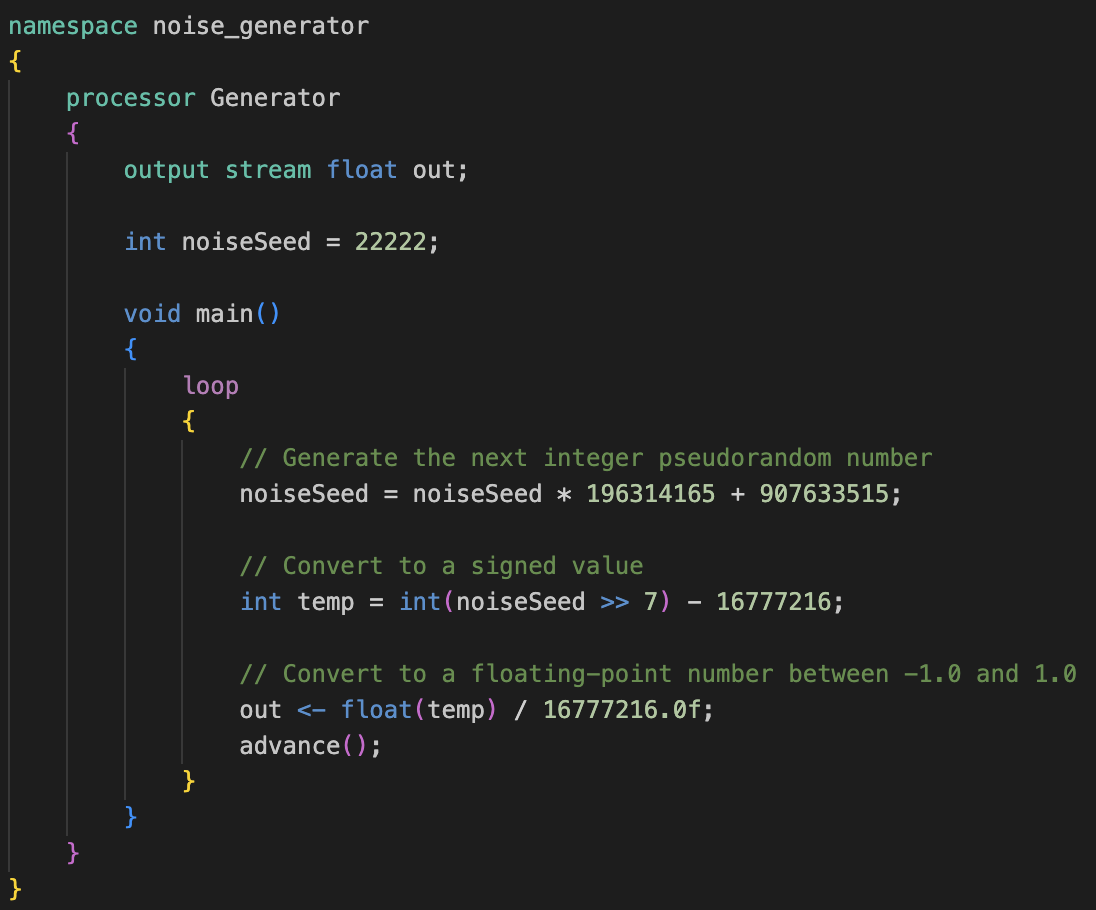 namespace noise_generator
{
    processor Generator
    {
        output stream float out;

        int noiseSeed = 22222;

        void main()
        {
            loop
            {
                // Generate the next integer pseudorandom number
                noiseSeed = noiseSeed * 196314165 + 907633515;

                // Convert to a signed value
                int temp = int(noiseSeed >> 7) - 16777216;

                // Convert to a floating-point number between -1.0 and 1.0
                out <- float(temp) / 16777216.0f;
                advance();
            }
        }
    }
}